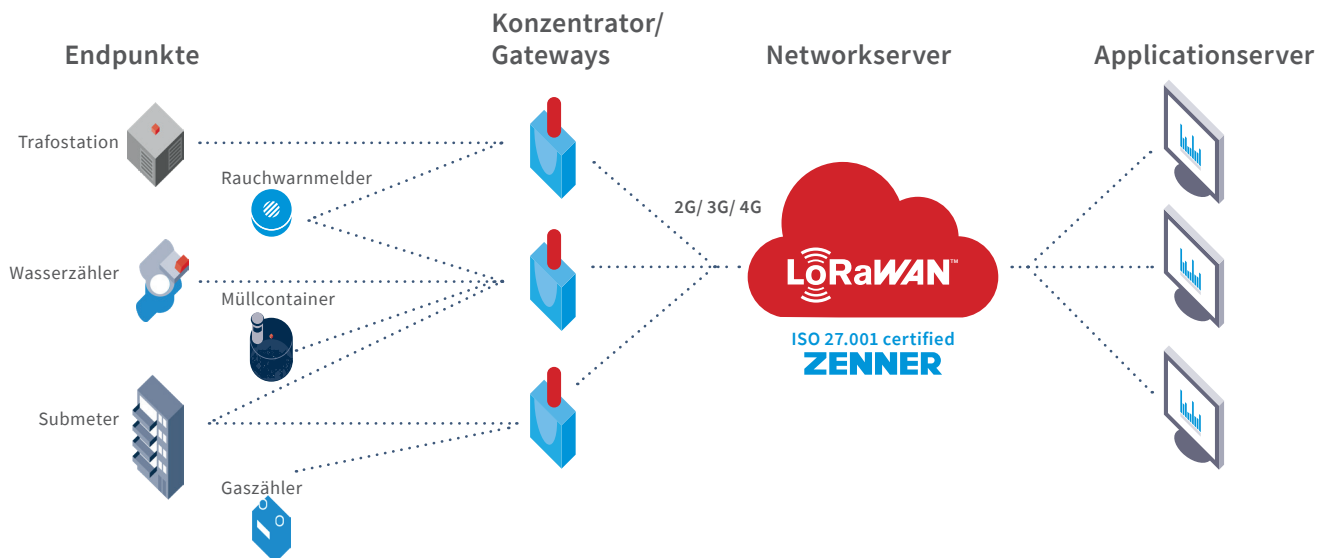 Endpunkte
Konzentrator/
Gateways
Networkserver
Applicationserver
Trafostation
Rauchwarnmelder
Wasserzähler
Müllcontainer
Submeter
Gaszähler
2G/ 3G/ 4G
LoRaWAN™
ISO 27.001 certified
ZENNER